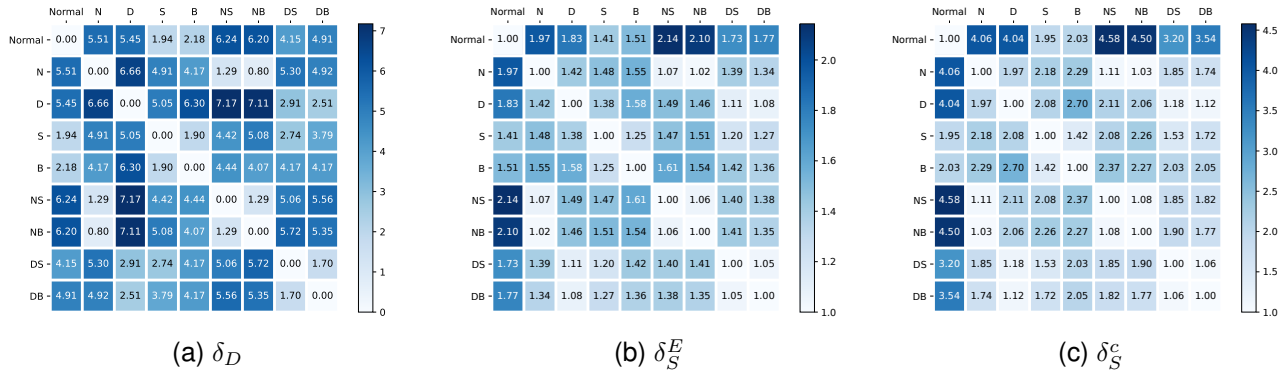 Normal N D S B NS NB DS DB
Normal 0.00 5.51 5.45 1.94 2.18 6.24 6.20 4.15 4.91
N 5.51 0.00 6.66 4.91 4.17 1.29 0.80 5.30 4.92
D 5.45 6.66 0.00 5.05 6.30 7.17 7.11 2.91 2.51
S 1.94 4.91 5.05 0.00 1.90 4.42 5.08 2.74 3.79
B 2.18 4.17 6.30 1.90 0.00 4.44 4.07 4.17 4.17
NS 6.24 1.29 7.17 4.42 4.44 0.00 1.29 5.06 5.56
NB 6.20 0.80 7.11 5.08 4.07 1.29 0.00 5.72 5.35
DS 4.15 5.30 2.91 2.74 4.17 5.06 5.72 0.00 1.70
DB 4.91 4.92 2.51 3.79 4.17 5.56 5.35 1.70 0.00
7
6
5
4
3
2
1
0
(a) δ_D
Normal N D S B NS NB DS DB
Normal 1.00 1.97 1.83 1.41 1.51 2.14 2.10 1.73 1.77
N 1.97 1.00 1.42 1.48 1.55 1.07 1.02 1.39 1.34
D 1.83 1.42 1.00 1.38 1.58 1.49 1.46 1.11 1.08
S 1.41 1.48 1.38 1.00 1.25 1.47 1.51 1.20 1.27
B 1.51 1.55 1.58 1.25 1.00 1.61 1.54 1.42 1.36
NS 2.14 1.07 1.49 1.47 1.61 1.00 1.06 1.40 1.38
NB 2.10 1.02 1.46 1.51 1.54 1.06 1.00 1.41 1.35
DS 1.73 1.39 1.11 1.20 1.42 1.40 1.41 1.00 1.05
DB 1.77 1.34 1.08 1.27 1.36 1.38 1.35 1.05 1.00
2.0
1.8
1.6
1.4
1.2
1.0
(b) δ_S^E
Normal N D S B NS NB DS DB
Normal 1.00 4.06 4.04 1.95 2.03 4.58 4.50 3.20 3.54
N 4.06 1.00 1.97 2.18 2.29 1.11 1.03 1.85 1.74
D 4.04 1.97 1.00 2.08 2.70 2.11 2.06 1.18 1.12
S 1.95 2.18 2.08 1.00 1.42 2.08 2.26 1.53 1.72
B 2.03 2.29 2.70 1.42 1.00 2.37 2.27 2.03 2.05
NS 4.58 1.11 2.11 2.08 2.37 1.00 1.08 1.85 1.82
NB 4.50 1.03 2.06 2.26 2.27 1.08 1.00 1.90 1.77
DS 3.20 1.85 1.18 1.53 2.03 1.85 1.90 1.00 1.06
DB 3.54 1.74 1.12 1.72 2.05 1.82 1.77 1.06 1.00
4.5
4.0
3.5
3.0
2.5
2.0
1.5
1.0
(c) δ_S^c